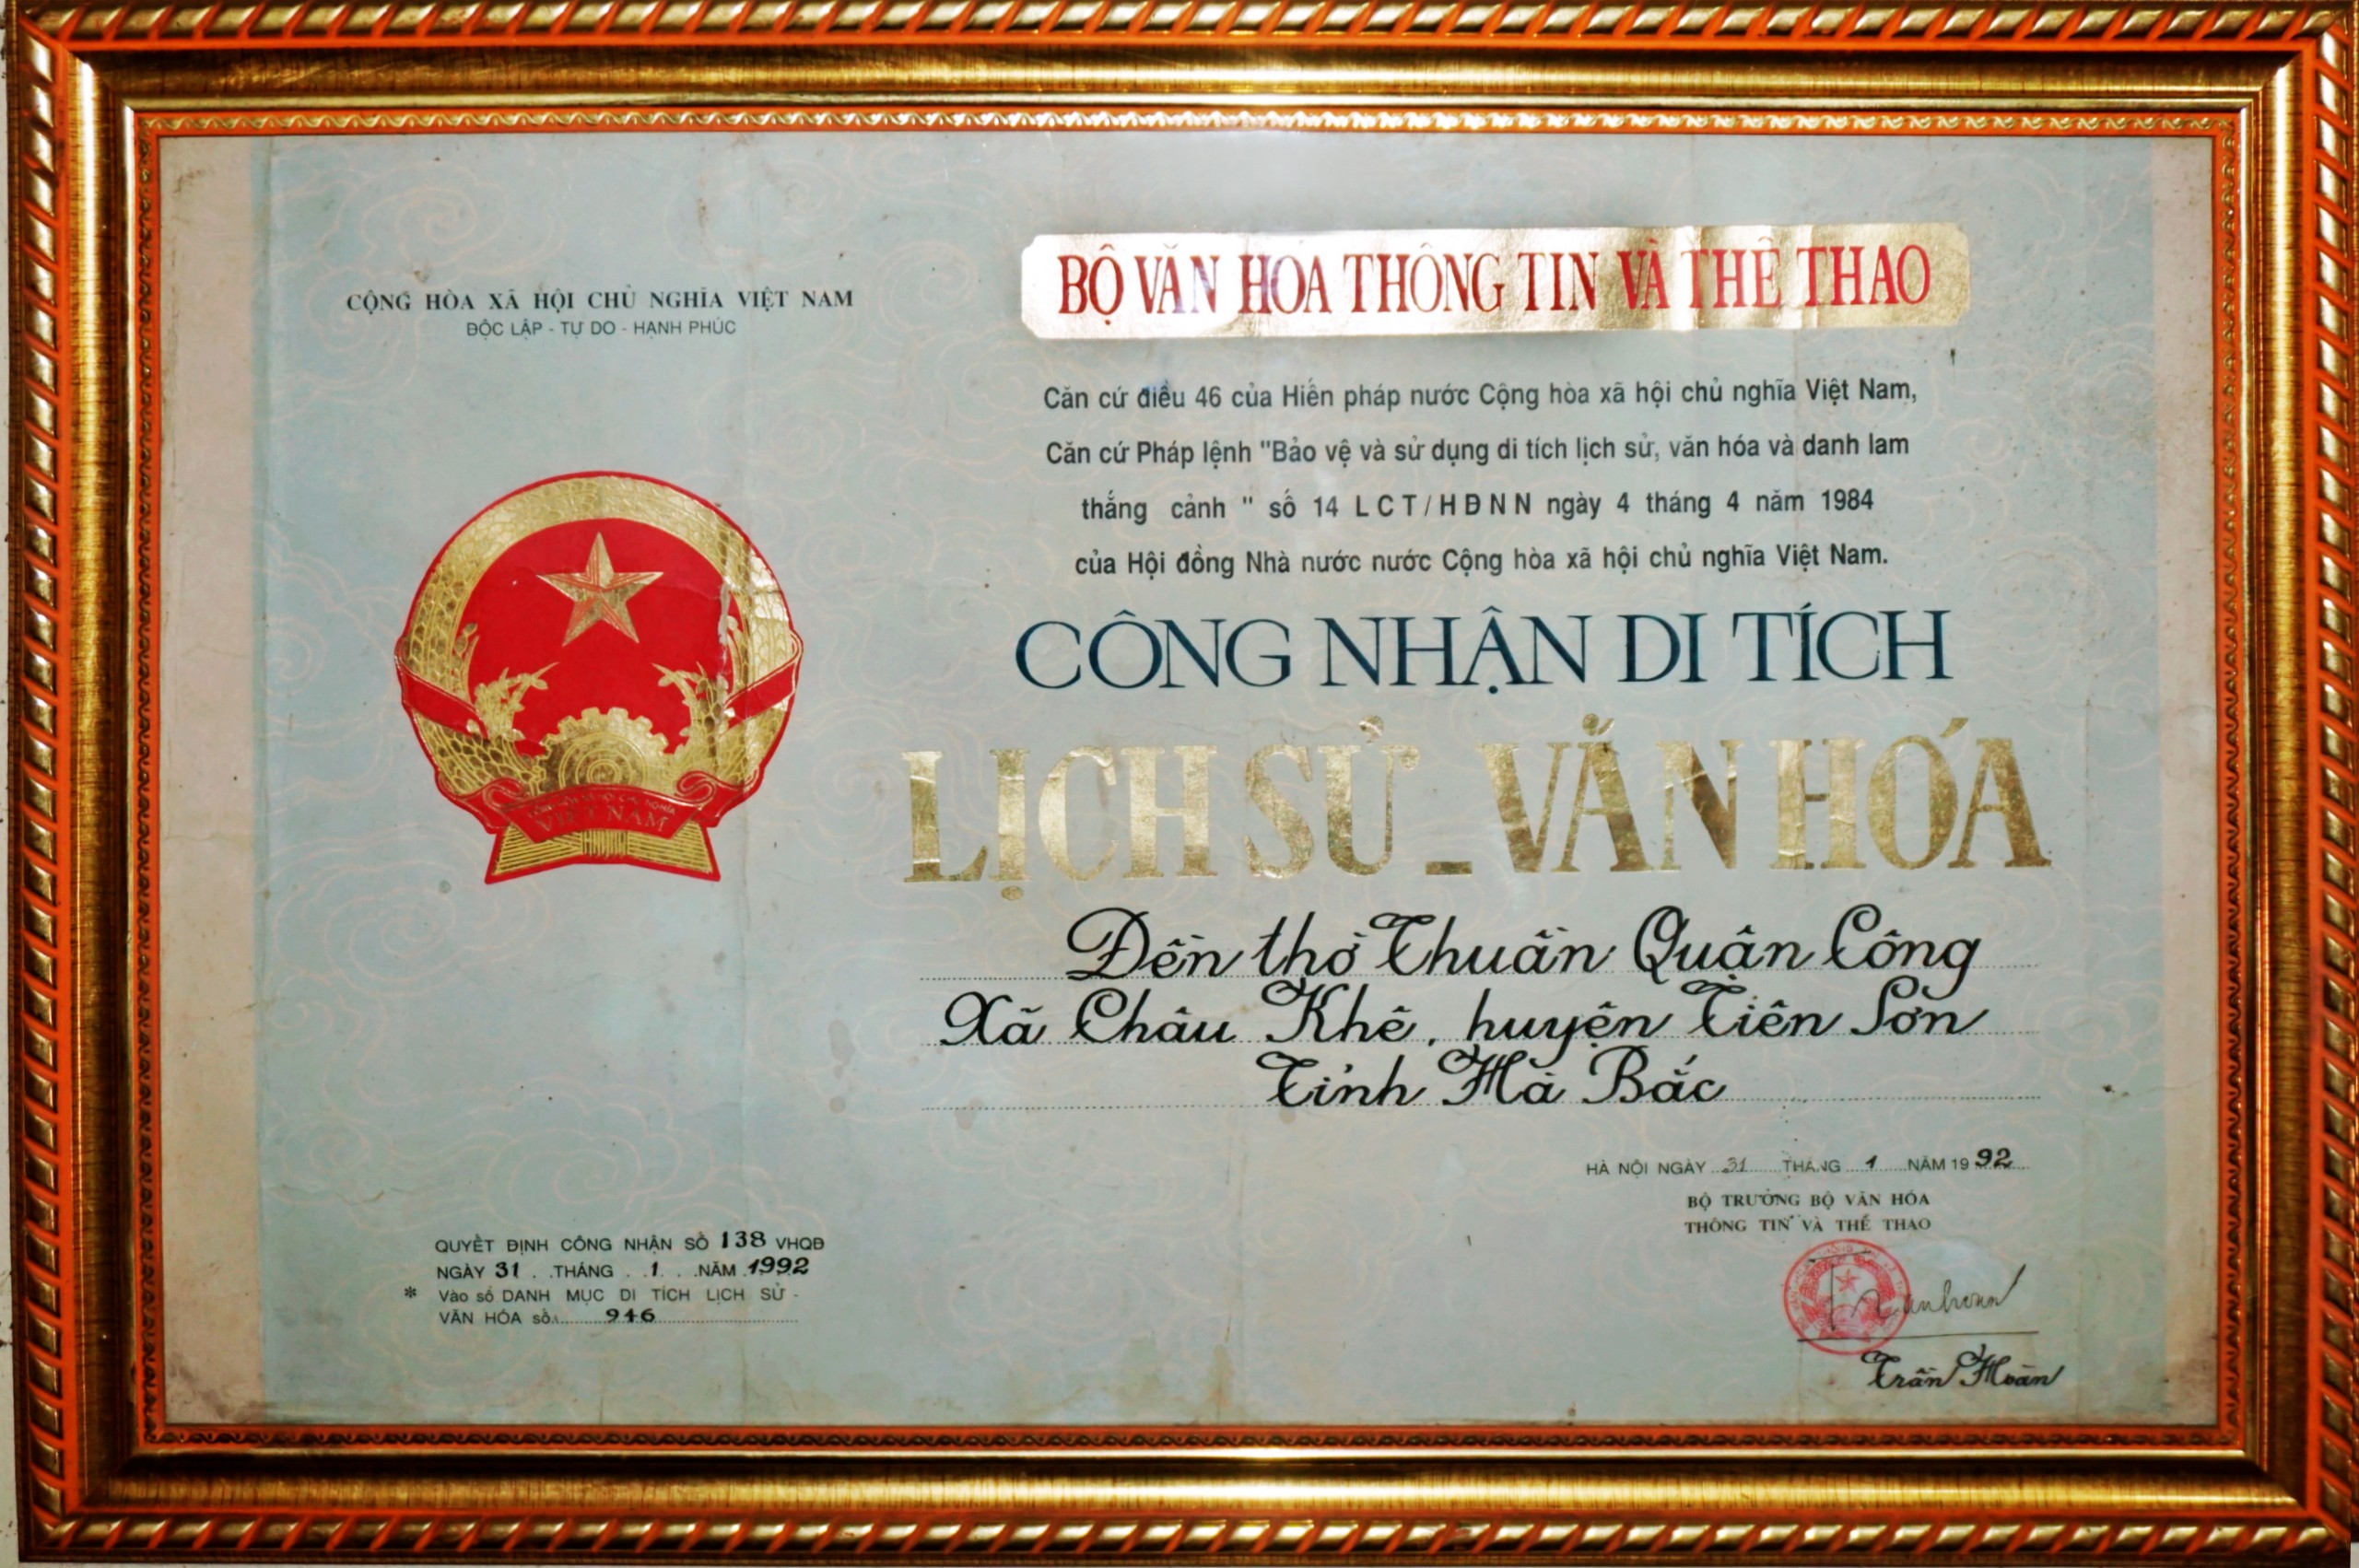 CỘNG HÒA XÃ HỘI CHỦ NGHĨA VIỆT NAM
ĐỘC LẬP - TỰ DO - HẠNH PHÚC
VIỆT NAM
QUYẾT ĐỊNH CÔNG NHẬN SỐ 138 VHQĐ
NGÀY 31 THÁNG 1 NĂM 1992
* Vào sổ DANH MỤC DI TÍCH LỊCH SỬ -
VĂN HÓA số 946
BỘ VĂN HÓA THÔNG TIN VÀ THỂ THAO
Căn cứ điều 46 của Hiến pháp nước Cộng hòa xã hội chủ nghĩa Việt Nam,
Căn cứ Pháp lệnh "Bảo vệ và sử dụng di tích lịch sử, văn hóa và danh lam
thắng cảnh " số 14 LCT/HĐNN ngày 4 tháng 4 năm 1984
của Hội đồng Nhà nước nước Cộng hòa xã hội chủ nghĩa Việt Nam.
CÔNG NHẬN DI TÍCH
LỊCH SỬ - VĂN HÓA
Đền thờ Thuần Quận Công
Xã Châu Khê, huyện Tiên Sơn
Tỉnh Hà Bắc
HÀ NỘI NGÀY 31 THÁNG 1 NĂM 1992
BỘ TRƯỞNG BỘ VĂN HÓA
THÔNG TIN VÀ THỂ THAO
Trần Hoàn